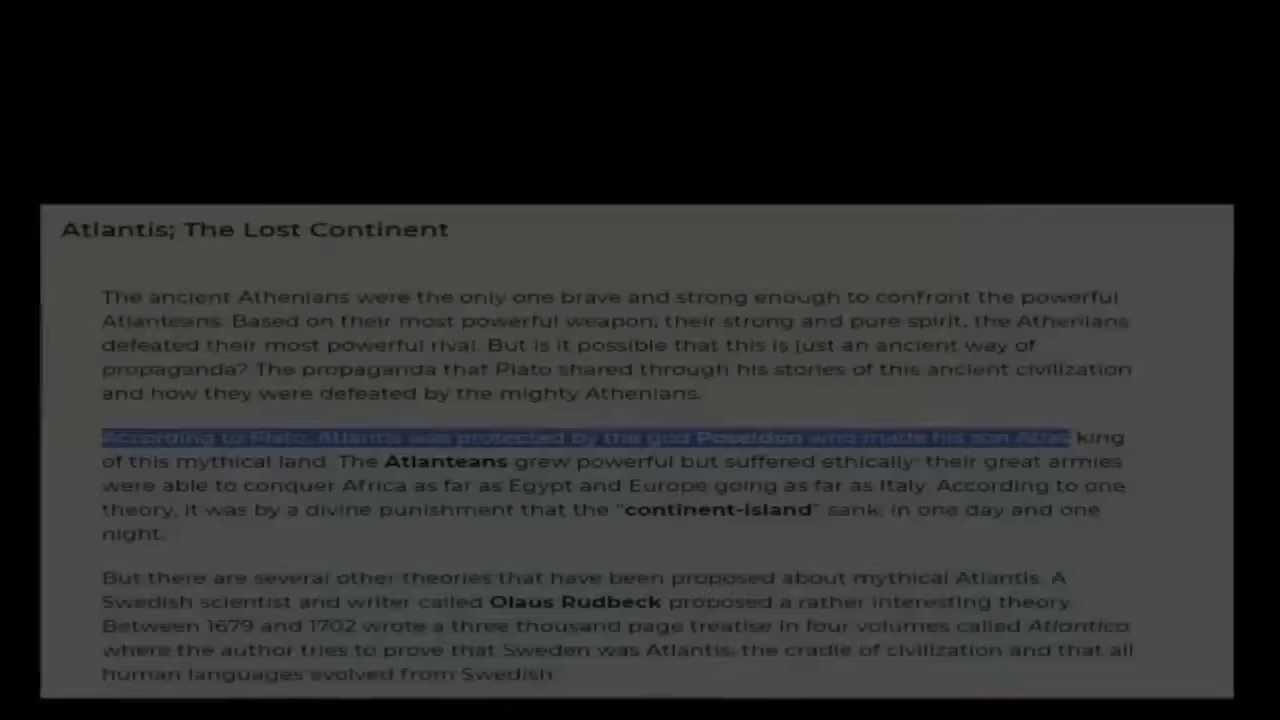 Atlantis; The Lost Continent
The ancient Athenians were the only one brave and strong enough to confront the powerful
Atlanteans. Based on their most powerful weapon; their strong and pure spirit, the Athenians
defeated their most powerful rival. But is it possible that this is just an ancient way of
propaganda? The propaganda that Plato shared through his stories of this ancient civilization
and how they were defeated by the mighty Athenians.
According to Plato, Atlantis was protected by the god Poseidon who made his son Atlas king
of this mythical land. The Atlanteans grew powerful but suffered ethically: their great armies
were able to conquer Africa as far as Egypt and Europe going as far as Italy. According to one
theory, it was by a divine punishment that the “continent-island” sank, in one day and one
night.
But there are several other theories that have been proposed about mythical Atlantis. A
Swedish scientist and writer called Olaus Rudbeck proposed a rather interesting theory.
Between 1679 and 1702 wrote a three thousand page treatise in four volumes called Atlantica
where the author tries to prove that Sweden was Atlantis, the cradle of civilization and that all
human languages evolved from Swedish.